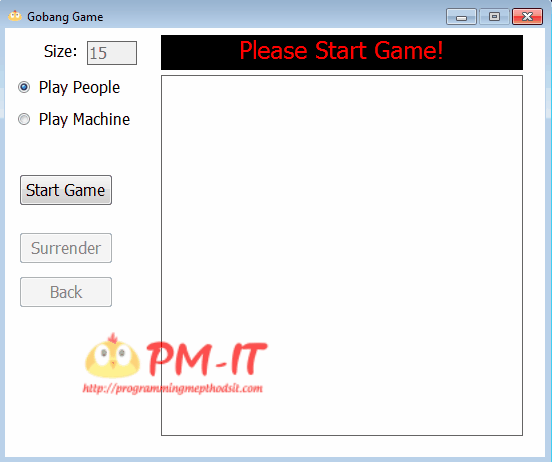 Gobang Game
Size: 15
Please Start Game!
Play People
Play Machine
Start Game
Surrender
Back
PM-IT
http://programmingmepthodsit.com